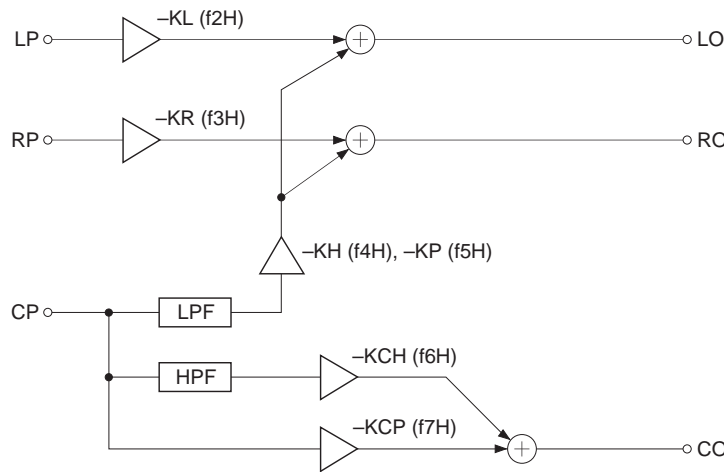 –KL (f2H)
LP
LO
–KR (f3H)
RP
RO
–KH (f4H), –KP (f5H)
CP
LPF
–KCH (f6H)
HPF
–KCP (f7H)
CO